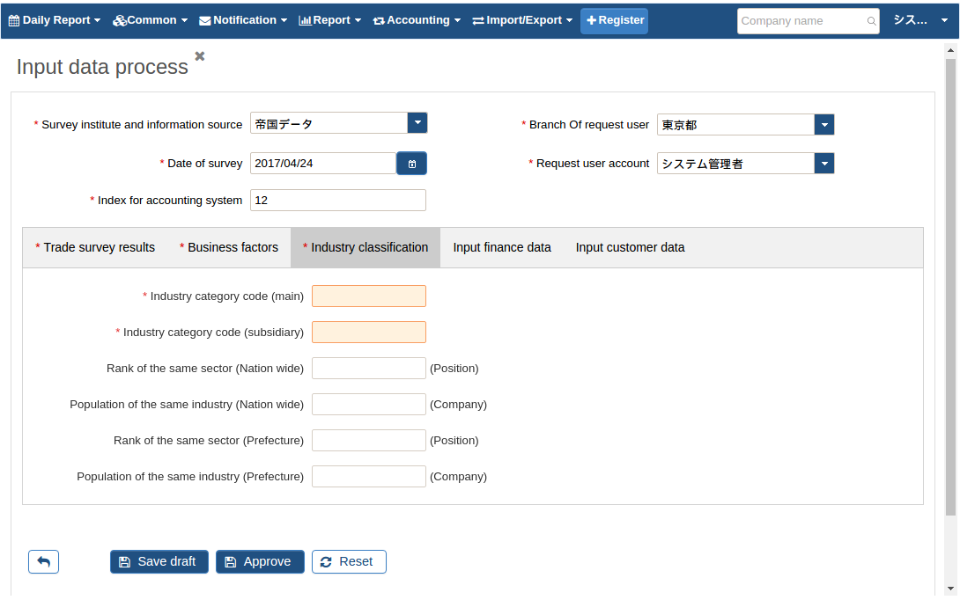 Daily Report Common Notification Report Accounting Import/Export Register Company name シス...
Input data process
* Survey institute and information source 帝国データ * Branch Of request user 東京都
* Date of survey 2017/04/24 * Request user account システム管理者
* Index for accounting system 12
* Trade survey results * Business factors * Industry classification Input finance data Input customer data
* Industry category code (main)
* Industry category code (subsidiary)
Rank of the same sector (Nation wide) (Position)
Population of the same industry (Nation wide) (Company)
Rank of the same sector (Prefecture) (Position)
Population of the same industry (Prefecture) (Company)
Save draft Approve Reset